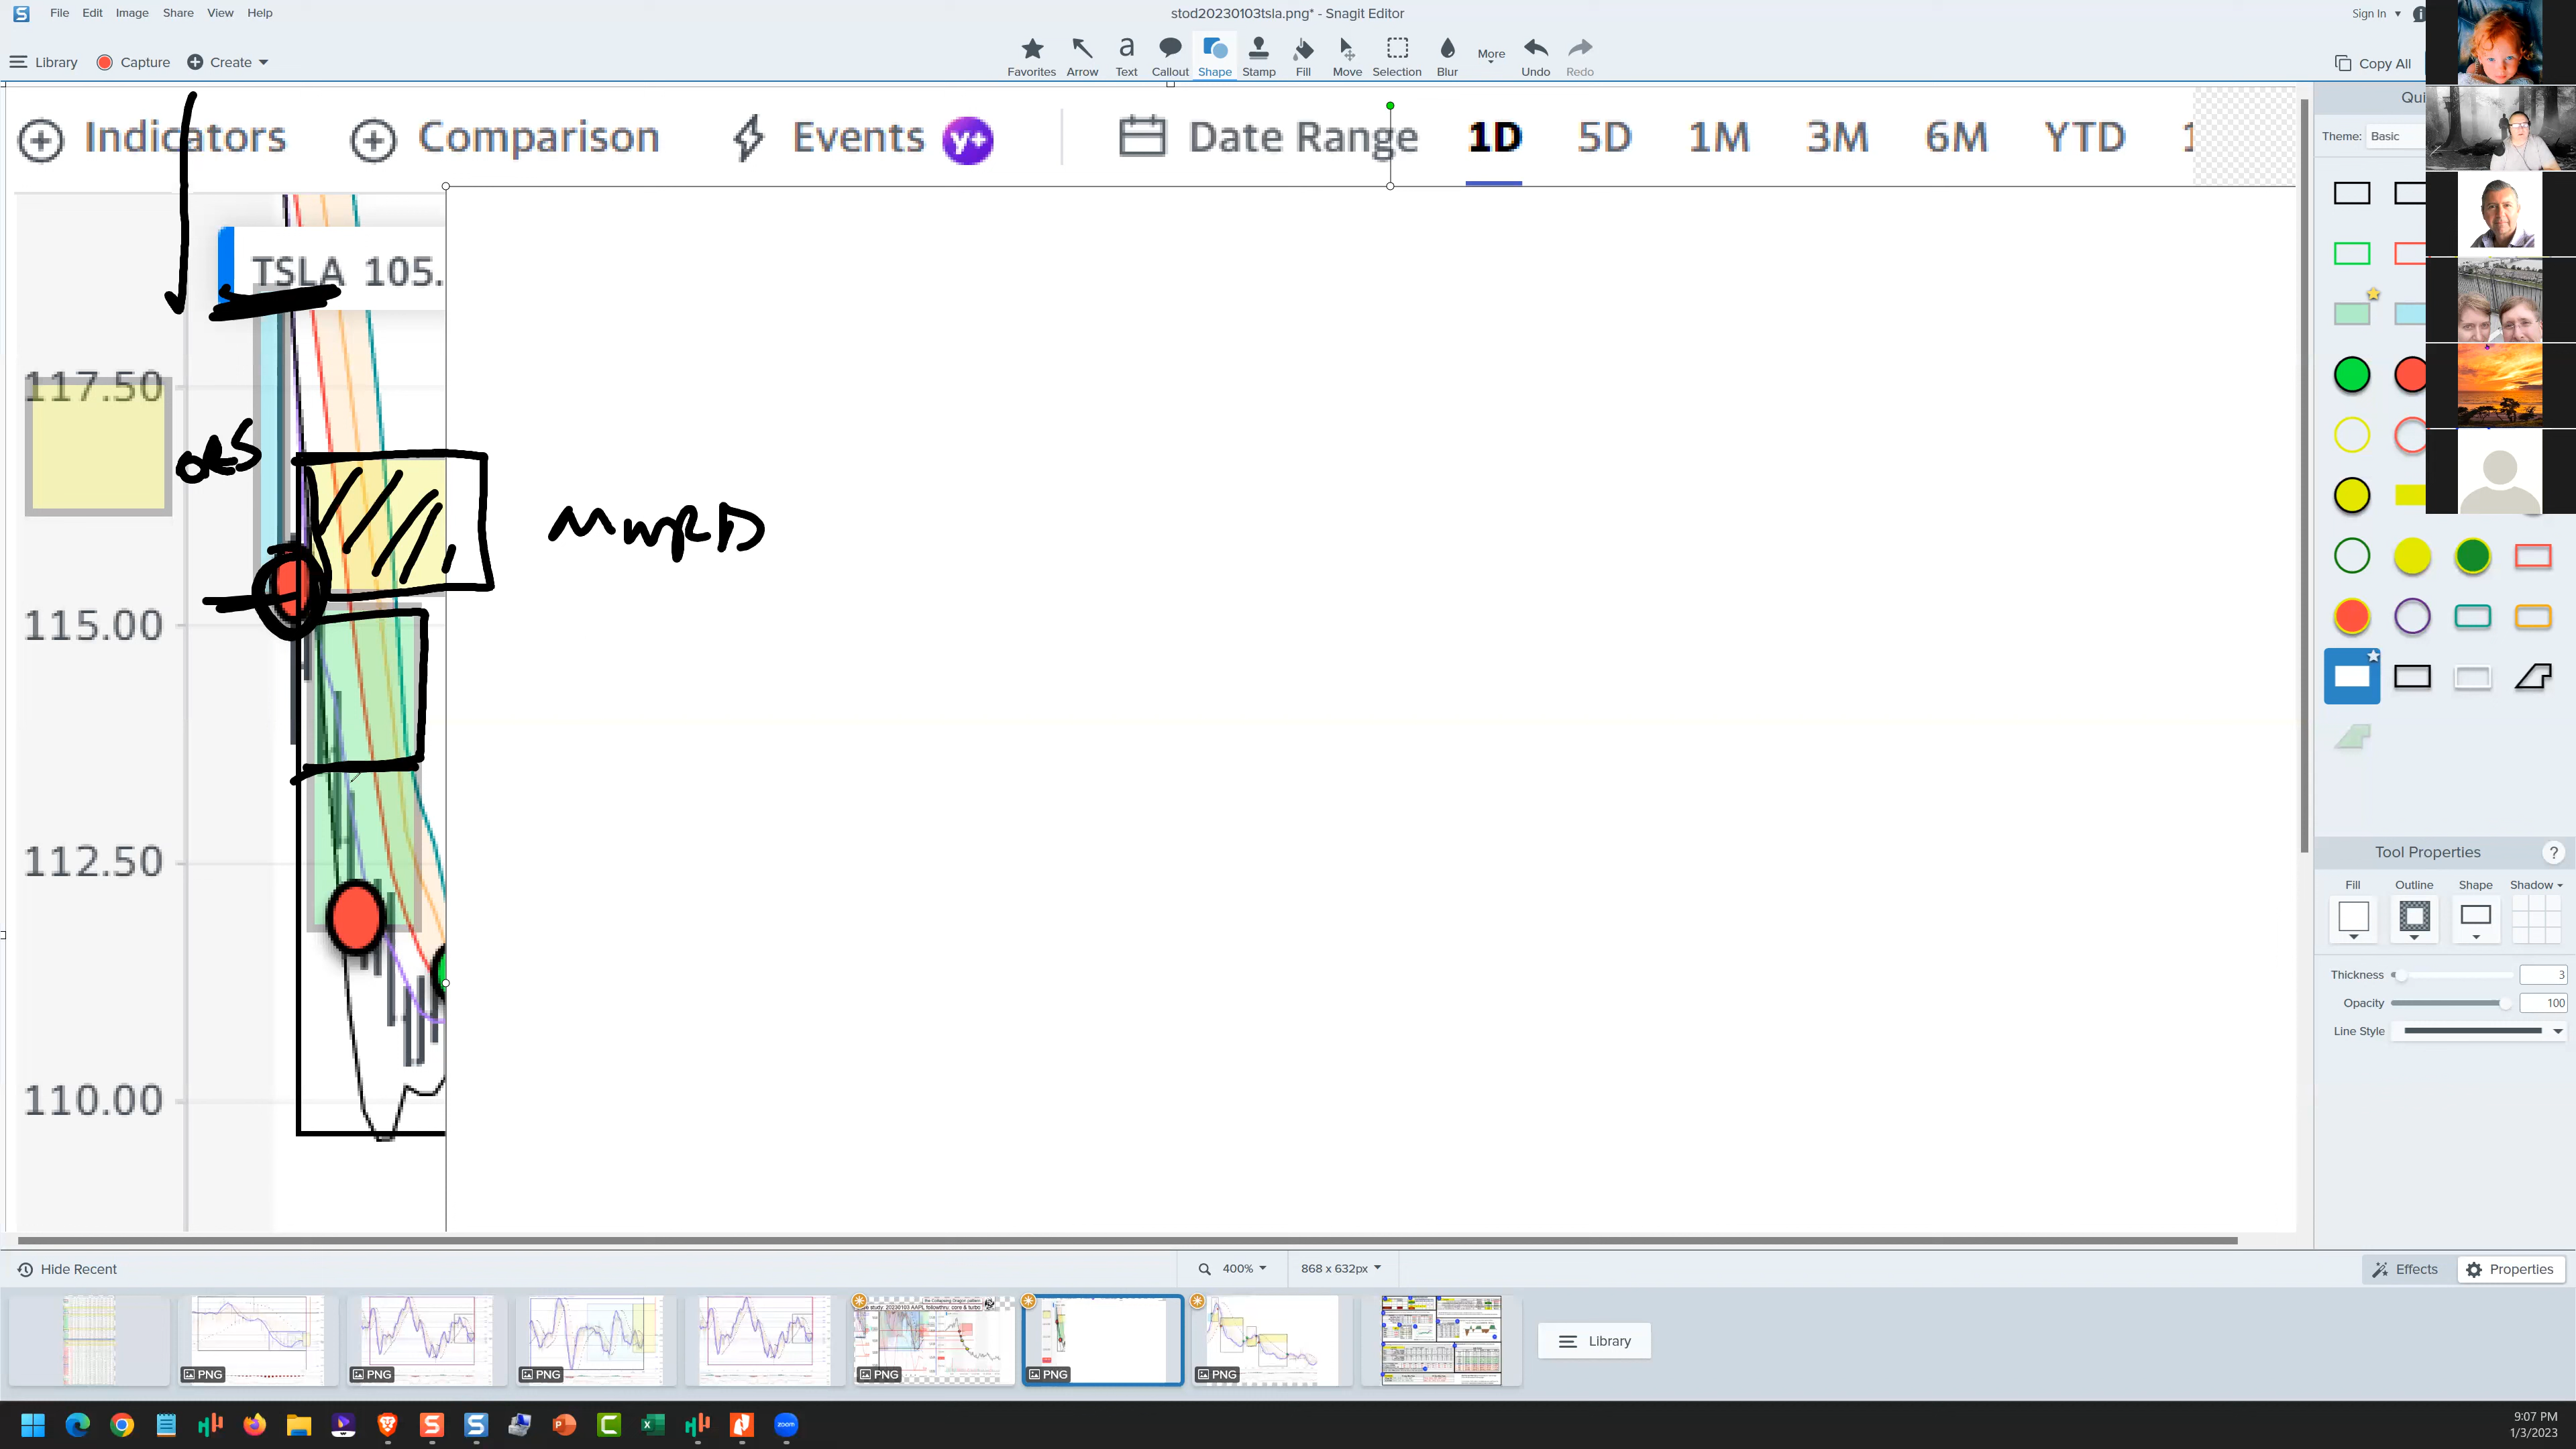 File Edit Image Share View Help
stod20230103tsla.png* - Snagit Editor
Sign In
Library Capture Create
Favorites Arrow Text Callout Shape Stamp Fill Move Selection Blur More Undo Redo
Copy All
Indicators Comparison Events y+ Date Range 1D 5D 1M 3M 6M YTD
Qui
Theme: Basic
TSLA 105.
117.50
115.00
112.50
110.00
Tool Properties ?
Fill Outline Shape Shadow
Thickness 3
Opacity 100
Line Style
Hide Recent
400% 868 x 632px
Effects Properties
PNG PNG PNG PNG PNG PNG
Library
zoom
9:07 PM
1/3/2023